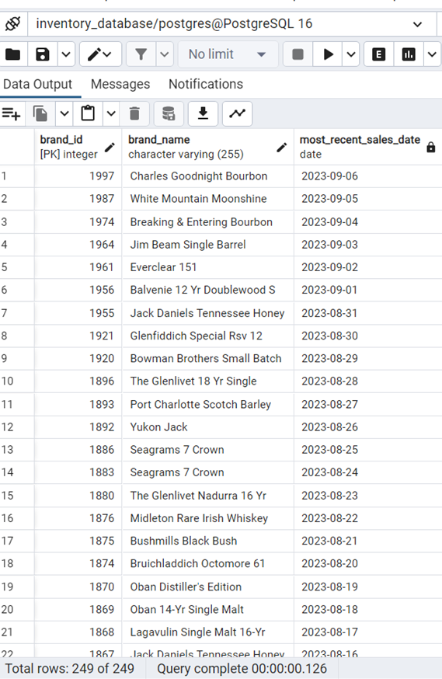 inventory_database/postgres@PostgreSQL 16
No limit
E
Data Output Messages Notifications
brand_id brand_name most_recent_sales_date
[PK] integer character varying (255) date
1 1997 Charles Goodnight Bourbon 2023-09-06
2 1987 White Mountain Moonshine 2023-09-05
3 1974 Breaking & Entering Bourbon 2023-09-04
4 1964 Jim Beam Single Barrel 2023-09-03
5 1961 Everclear 151 2023-09-02
6 1956 Balvenie 12 Yr Doublewood S 2023-09-01
7 1955 Jack Daniels Tennessee Honey 2023-08-31
8 1921 Glenfiddich Special Rsv 12 2023-08-30
9 1920 Bowman Brothers Small Batch 2023-08-29
10 1896 The Glenlivet 18 Yr Single 2023-08-28
11 1893 Port Charlotte Scotch Barley 2023-08-27
12 1892 Yukon Jack 2023-08-26
13 1886 Seagrams 7 Crown 2023-08-25
14 1883 Seagrams 7 Crown 2023-08-24
15 1880 The Glenlivet Nadurra 16 Yr 2023-08-23
16 1876 Midleton Rare Irish Whiskey 2023-08-22
17 1875 Bushmills Black Bush 2023-08-21
18 1874 Bruichladdich Octomore 61 2023-08-20
19 1870 Oban Distiller's Edition 2023-08-19
20 1869 Oban 14-Yr Single Malt 2023-08-18
21 1868 Lagavulin Single Malt 16-Yr 2023-08-17
22 1867 Jack Daniels Tennessee Honey 2023-08-16
Total rows: 249 of 249 Query complete 00:00:00.126